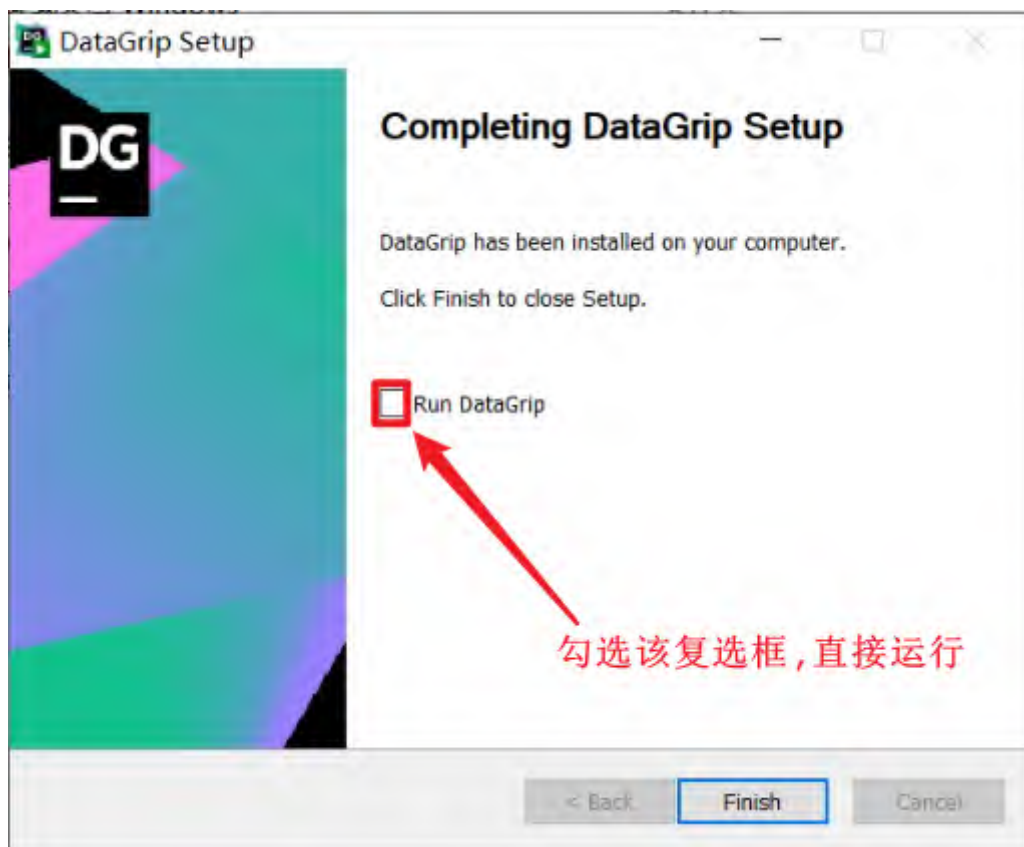 DataGrip Setup
DG
Completing DataGrip Setup
DataGrip has been installed on your computer.
Click Finish to close Setup.
Run DataGrip
勾选该复选框,直接运行
< Back
Finish
Cancel